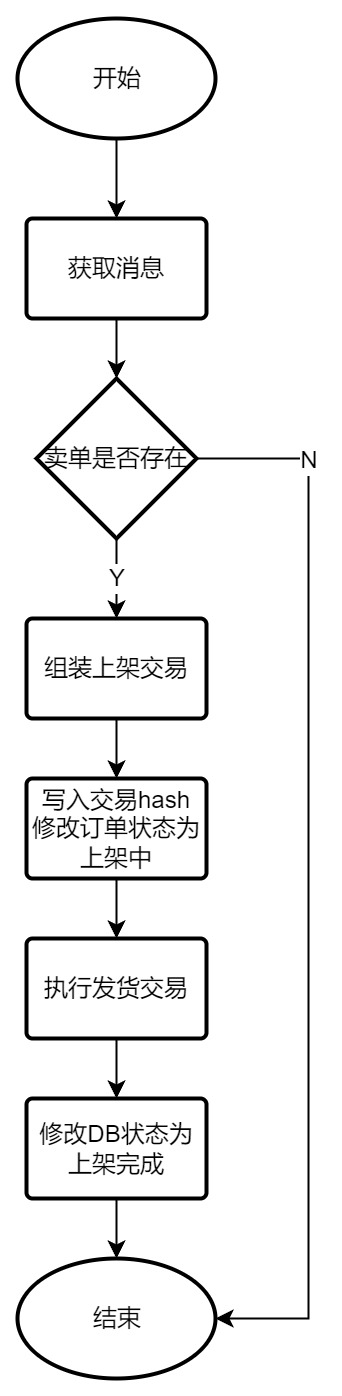 开始
获取消息
卖单是否存在
N
Y
组装上架交易
写入交易hash
修改订单状态为
上架中
执行发货交易
修改DB状态为
上架完成
结束